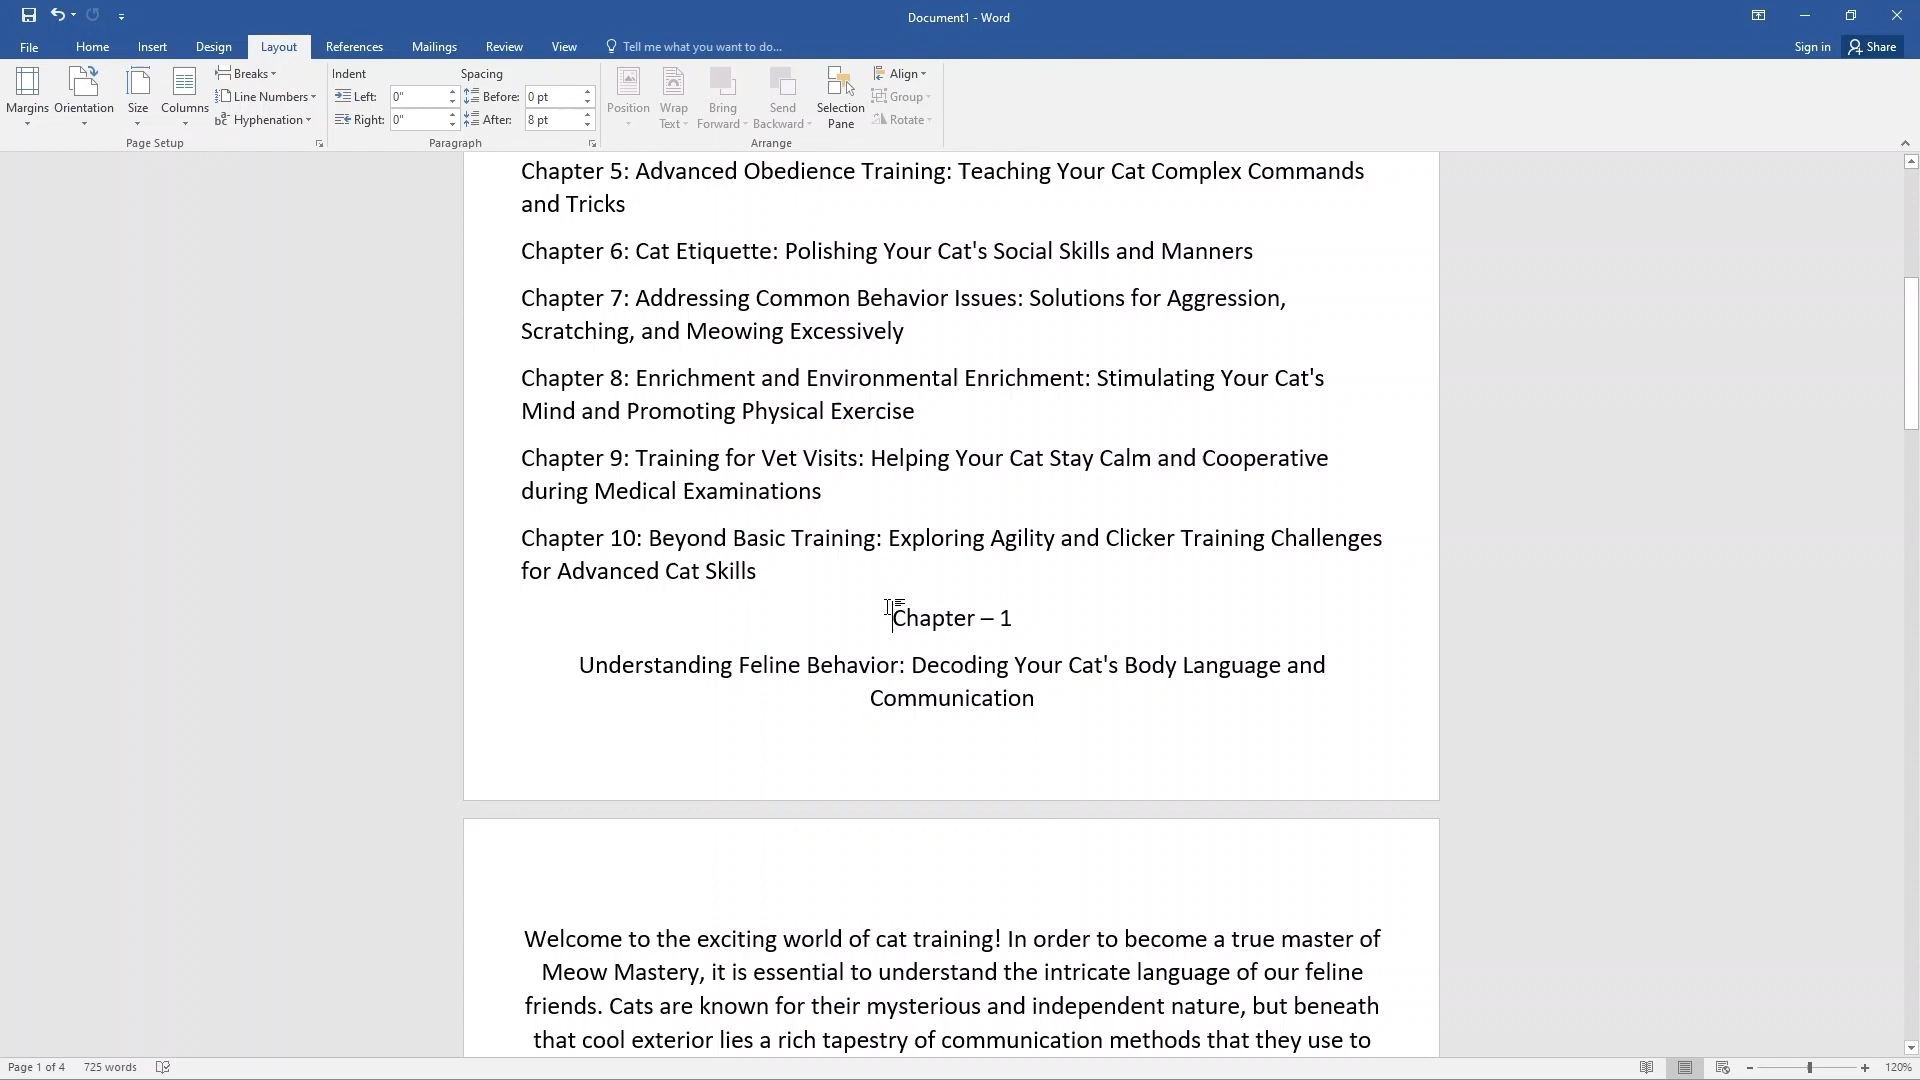 Document1 - Word
File Home Insert Design Layout References Mailings Review View Tell me what you want to do... Sign in Share
Breaks Indent Spacing Align
Line Numbers Left: 0" Before: 0 pt Group
Margins Orientation Size Columns Position Wrap Text Bring Forward Send Backward Selection Pane
Hyphenation Right: 0" After: 8 pt Rotate
Page Setup Paragraph Arrange
Chapter 5: Advanced Obedience Training: Teaching Your Cat Complex Commands
and Tricks
Chapter 6: Cat Etiquette: Polishing Your Cat's Social Skills and Manners
Chapter 7: Addressing Common Behavior Issues: Solutions for Aggression,
Scratching, and Meowing Excessively
Chapter 8: Enrichment and Environmental Enrichment: Stimulating Your Cat's
Mind and Promoting Physical Exercise
Chapter 9: Training for Vet Visits: Helping Your Cat Stay Calm and Cooperative
during Medical Examinations
Chapter 10: Beyond Basic Training: Exploring Agility and Clicker Training Challenges
for Advanced Cat Skills
Chapter – 1
Understanding Feline Behavior: Decoding Your Cat's Body Language and
Communication
Welcome to the exciting world of cat training! In order to become a true master of
Meow Mastery, it is essential to understand the intricate language of our feline
friends. Cats are known for their mysterious and independent nature, but beneath
that cool exterior lies a rich tapestry of communication methods that they use to
Page 1 of 4 725 words 120%